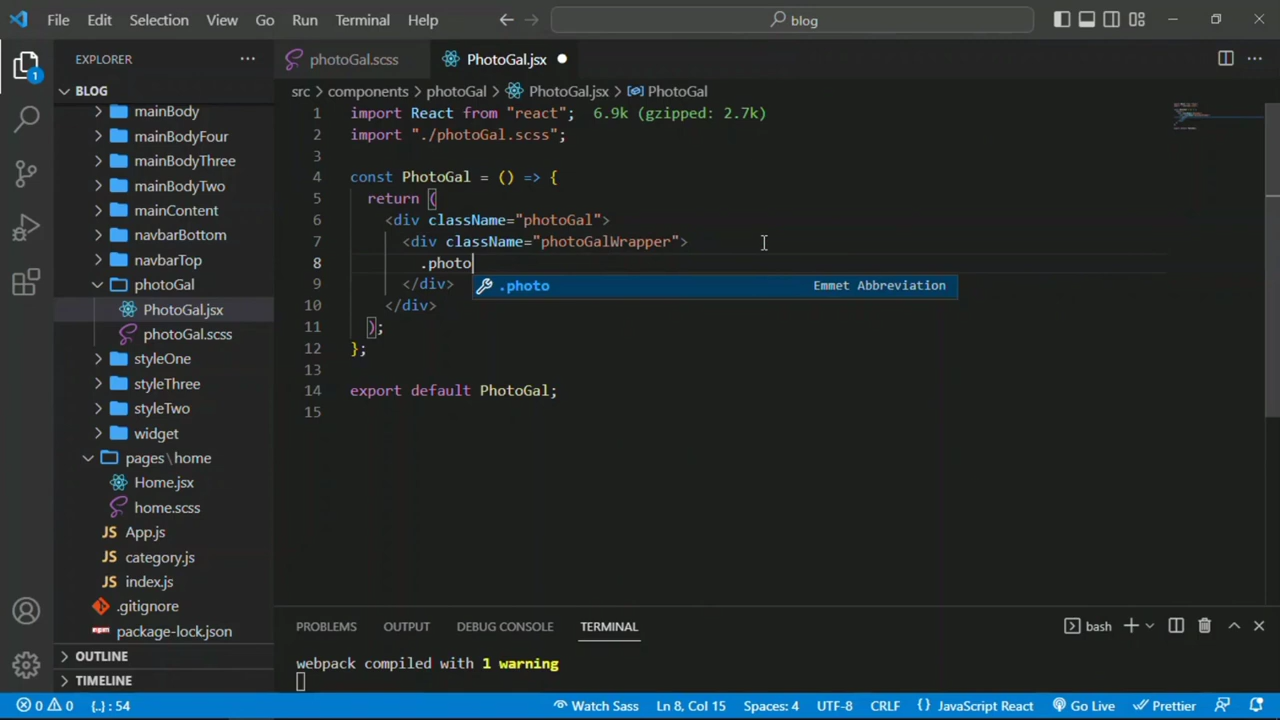 File Edit Selection View Go Run Terminal Help
blog
EXPLORER
photoGal.scss
PhotoGal.jsx
1
BLOG
src > components > photoGal > PhotoGal.jsx > PhotoGal
mainBody
mainBodyFour
mainBodyThree
mainBodyTwo
mainContent
navbarBottom
navbarTop
photoGal
PhotoGal.jsx
photoGal.scss
styleOne
styleThree
styleTwo
widget
pages\home
Home.jsx
home.scss
JS App.js
JS category.js
JS index.js
.gitignore
package-lock.json
OUTLINE
TIMELINE
1 import React from "react"; 6.9k (gzipped: 2.7k)
2 import "./photoGal.scss";
3
4 const PhotoGal = () => {
5 return (
6 <div className="photoGal">
7 <div className="photoGalWrapper">
8 .photo
.photo Emmet Abbreviation
9 </div>
10 </div>
11 );
12 };
13
14 export default PhotoGal;
15
PROBLEMS OUTPUT DEBUG CONSOLE TERMINAL
bash
webpack compiled with 1 warning
0 0 {..} : 54 Watch Sass Ln 8, Col 15 Spaces: 4 UTF-8 CRLF {} JavaScript React Go Live Prettier